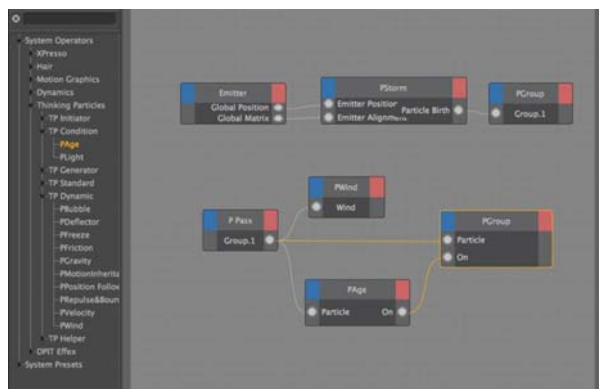 System Operators
XPresso
Hair
Motion Graphics
Dynamics
Thinking Particles
TP Initiator
TP Condition
PAge
PLight
TP Generator
TP Standard
TP Dynamic
PBubble
PDeflector
PFreeze
PFriction
PGravity
PMotionInherita
PPosition Follow
PRepulse&Boun
PVelocity
PWind
TP Helper
DPIT Effex
System Presets
Emitter
Global Position
Global Matrix
PStorm
Emitter Position
Particle Birth
Emitter Alignment
PGroup
Group.1
P Pass
Group.1
PWind
Wind
PAge
Particle On
PGroup
Particle
On